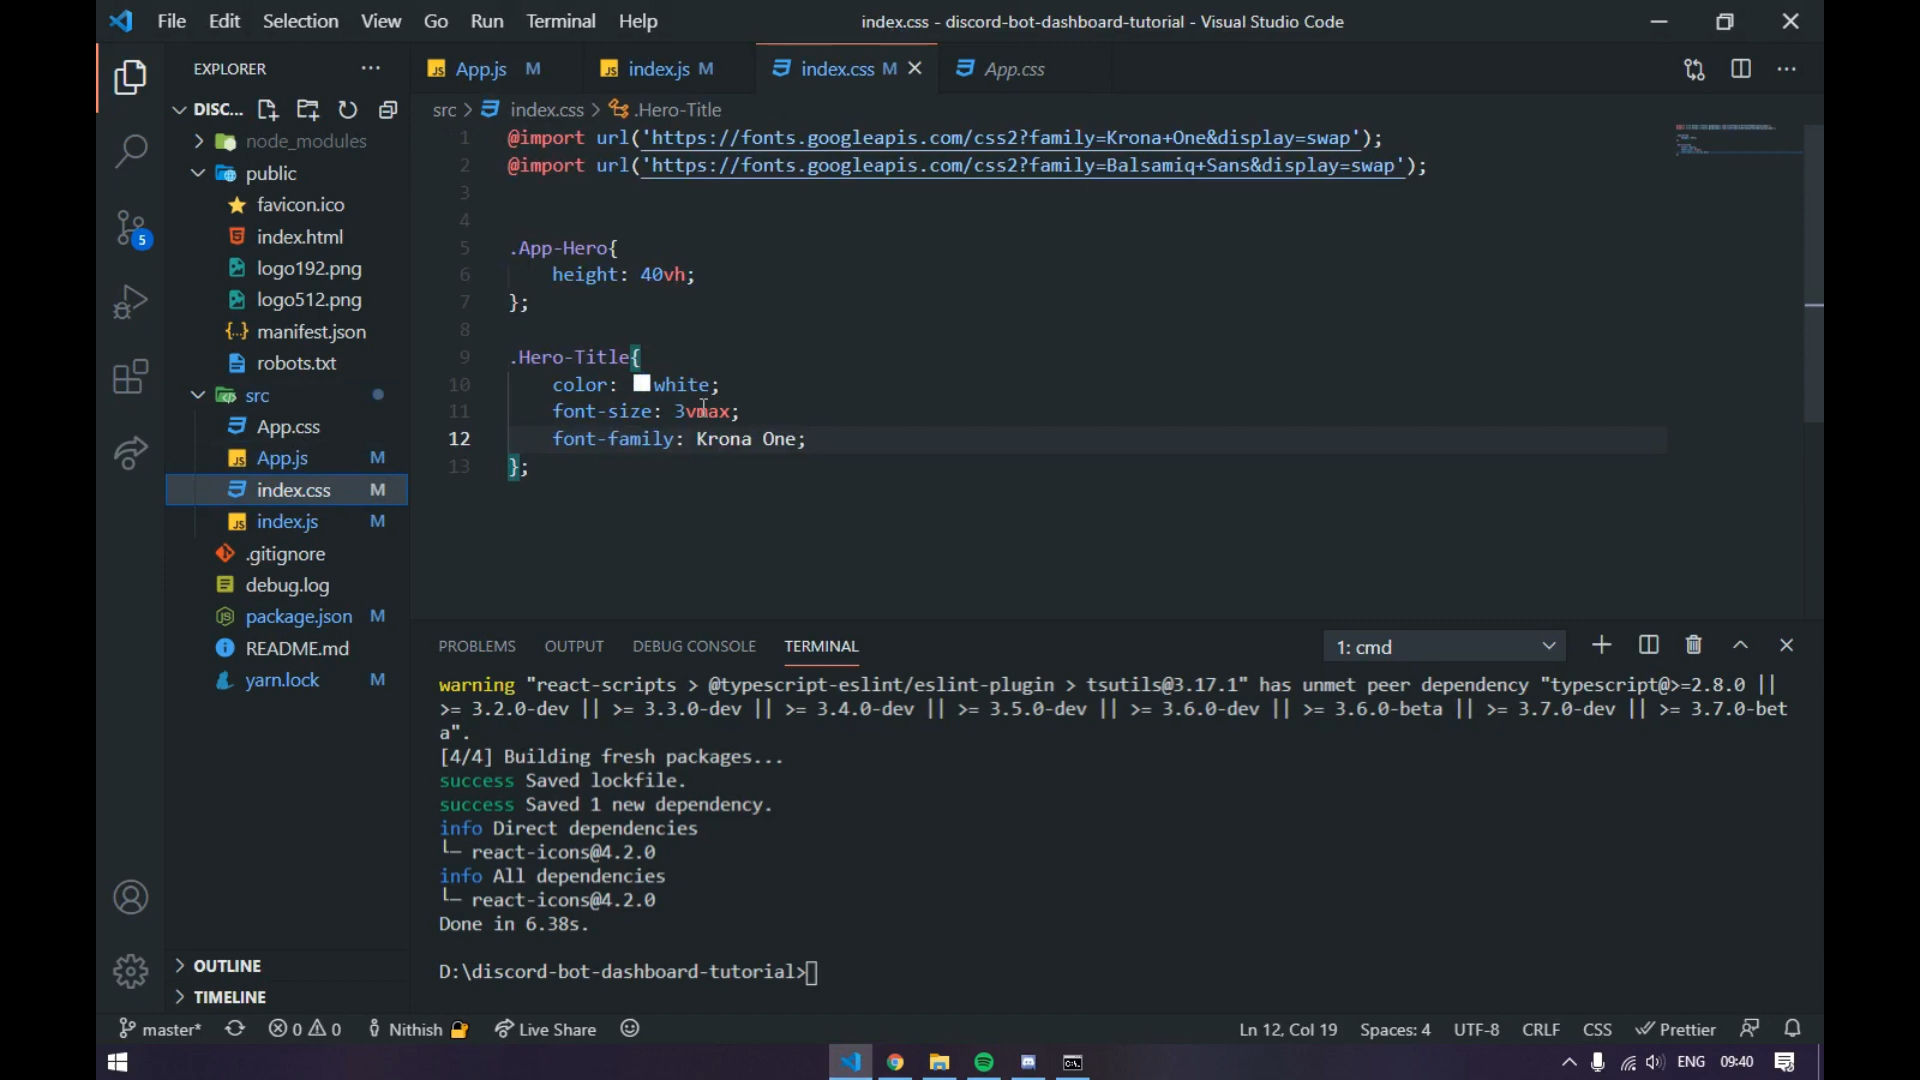 File Edit Selection View Go Run Terminal Help
index.css - discord-bot-dashboard-tutorial - Visual Studio Code
EXPLORER
DISC...
node_modules
public
favicon.ico
index.html
logo192.png
logo512.png
manifest.json
robots.txt
src
App.css
App.js M
index.css M
index.js M
.gitignore
debug.log
package.json M
README.md
yarn.lock M
OUTLINE
TIMELINE
5
App.js M index.js M index.css M App.css
src > index.css > .Hero-Title
1 @import url('https://fonts.googleapis.com/css2?family=Krona+One&display=swap');
2 @import url('https://fonts.googleapis.com/css2?family=Balsamiq+Sans&display=swap');
3
4
5 .App-Hero{
6 height: 40vh;
7 };
8
9 .Hero-Title{
10 color: white;
11 font-size: 3vmax;
12 font-family: Krona One;
13 };
PROBLEMS OUTPUT DEBUG CONSOLE TERMINAL
1: cmd
warning "react-scripts > @typescript-eslint/eslint-plugin > tsutils@3.17.1" has unmet peer dependency "typescript@>=2.8.0 ||
>= 3.2.0-dev || >= 3.3.0-dev || >= 3.4.0-dev || >= 3.5.0-dev || >= 3.6.0-dev || >= 3.6.0-beta || >= 3.7.0-dev || >= 3.7.0-bet
a".
[4/4] Building fresh packages...
success Saved lockfile.
success Saved 1 new dependency.
info Direct dependencies
└─ react-icons@4.2.0
info All dependencies
└─ react-icons@4.2.0
Done in 6.38s.
D:\discord-bot-dashboard-tutorial>
master* 0 0 Nithish Live Share
Ln 12, Col 19 Spaces: 4 UTF-8 CRLF CSS Prettier
ENG 09:40